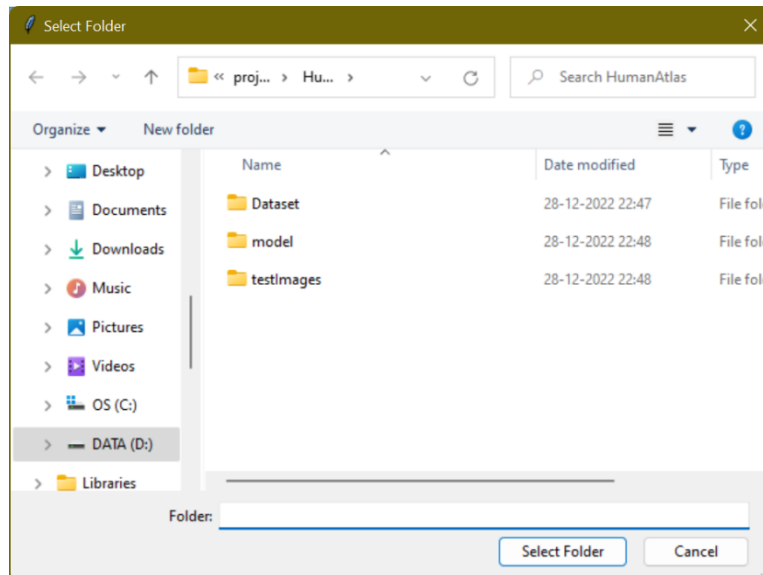 Select Folder
« proj... › Hu... ›
Search HumanAtlas
Organize New folder
Name Date modified Type
Desktop
Documents
Downloads
Music
Pictures
Videos
OS (C:)
DATA (D:)
Libraries
Dataset 28-12-2022 22:47 File fol
model 28-12-2022 22:48 File fol
testImages 28-12-2022 22:48 File fol
Folder:
Select Folder Cancel